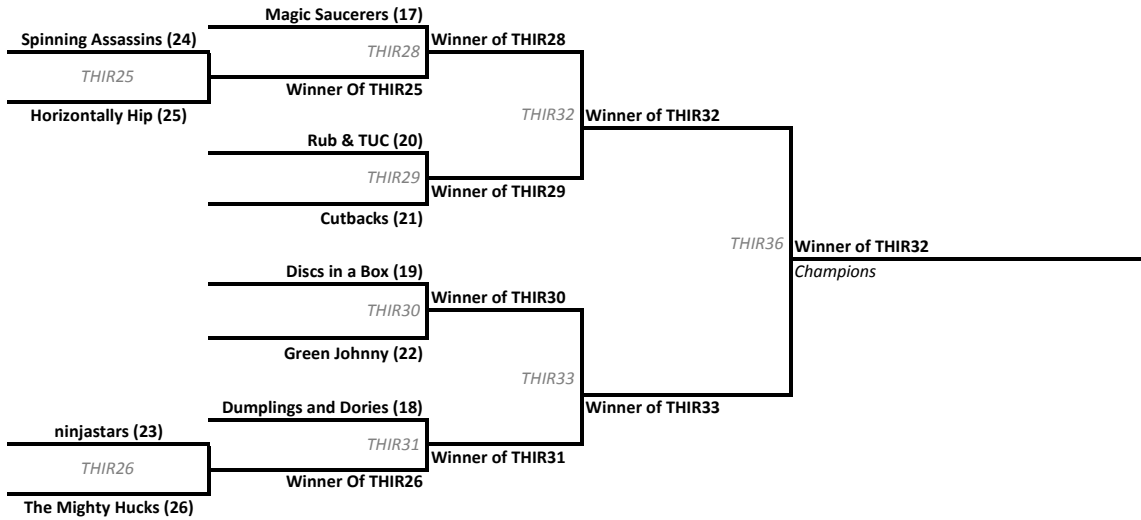 Magic Saucerers (17)
Spinning Assassins (24)
Winner of THIR28
THIR28
THIR25
Winner Of THIR25
Horizontally Hip (25)
THIR32
Winner of THIR32
Rub & TUC (20)
THIR29
Winner of THIR29
Cutbacks (21)
THIR36
Winner of THIR32
Champions
Discs in a Box (19)
Winner of THIR30
THIR30
Green Johnny (22)
THIR33
Winner of THIR33
Dumplings and Dories (18)
ninjastars (23)
THIR31
Winner of THIR31
THIR26
Winner Of THIR26
The Mighty Hucks (26)